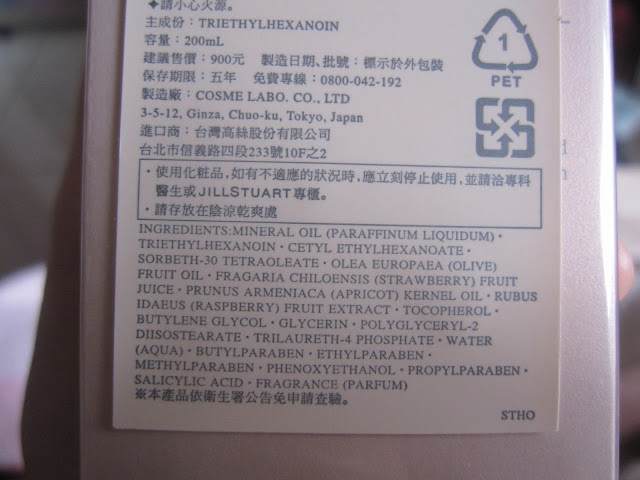 ◆請小心火源。
主成份：TRIETHYLHEXANOIN
容量：200mL
建議售價：900元 製造日期、批號：標示於外包裝
保存期限：五年 免費專線：0800-042-192
製造廠：COSME LABO. CO., LTD
3-5-12, Ginza, Chuo-ku, Tokyo, Japan
進口商：台灣高絲股份有限公司
台北市信義路四段233號10F之2
1
PET
・使用化粧品，如有不適應的狀況時，應立刻停止使用，並請洽專科
醫生或JILLSTUART專櫃。
・請存放在陰涼乾爽處
INGREDIENTS:MINERAL OIL (PARAFFINUM LIQUIDUM)・
TRIETHYLHEXANOIN・CETYL ETHYLHEXANOATE・
SORBETH-30 TETRAOLEATE・OLEA EUROPAEA (OLIVE)
FRUIT OIL・FRAGARIA CHILOENSIS (STRAWBERRY) FRUIT
JUICE・PRUNUS ARMENIACA (APRICOT) KERNEL OIL・RUBUS
IDAEUS (RASPBERRY) FRUIT EXTRACT・TOCOPHEROL・
BUTYLENE GLYCOL・GLYCERIN・POLYGLYCERYL-2
DIISOSTEARATE・TRILAURETH-4 PHOSPHATE・WATER
(AQUA)・BUTYLPARABEN・ETHYLPARABEN・
METHYLPARABEN・PHENOXYETHANOL・PROPYLPARABEN・
SALICYLIC ACID・FRAGRANCE (PARFUM)
※本產品依衛生署公告免申請查驗。
STHO